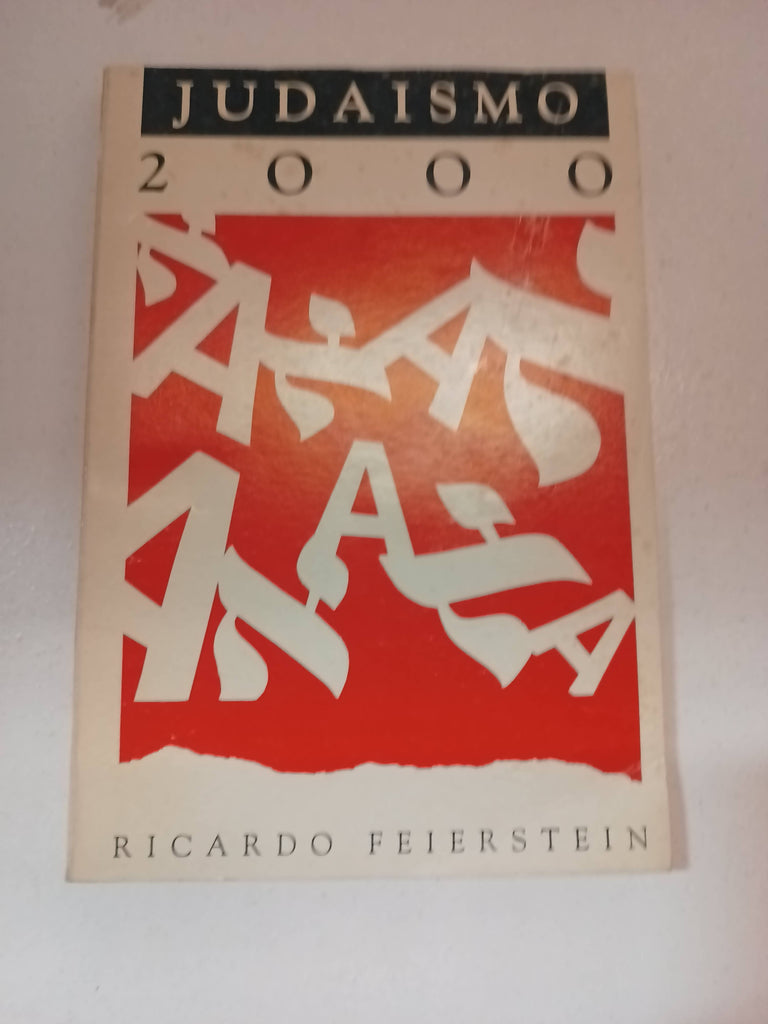 JUDAISMO
2000
A A
א A א
A א A
RICARDO FEIERSTEIN